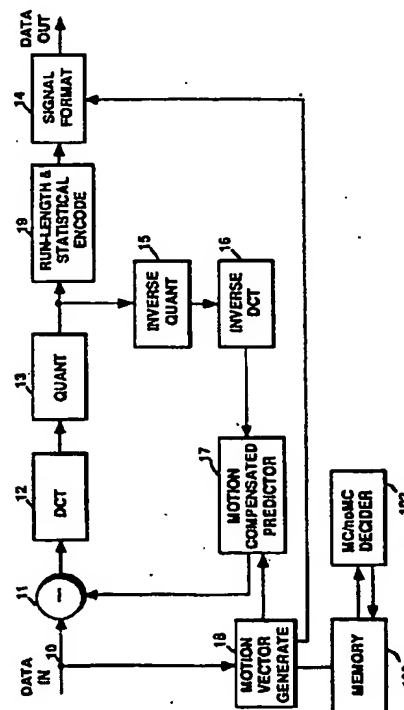 DATA
IN
10
11
12
DCT
13
QUANT
19
RUN-LENGTH &
STATISTICAL
ENCODE
14
SIGNAL
FORMAT
DATA
OUT
15
INVERSE
QUANT
16
INVERSE
DCT
17
MOTION
COMPENSATED
PREDICTOR
18
MOTION
VECTOR
GENERATE
MEMORY
MC/noMC
DECIDER